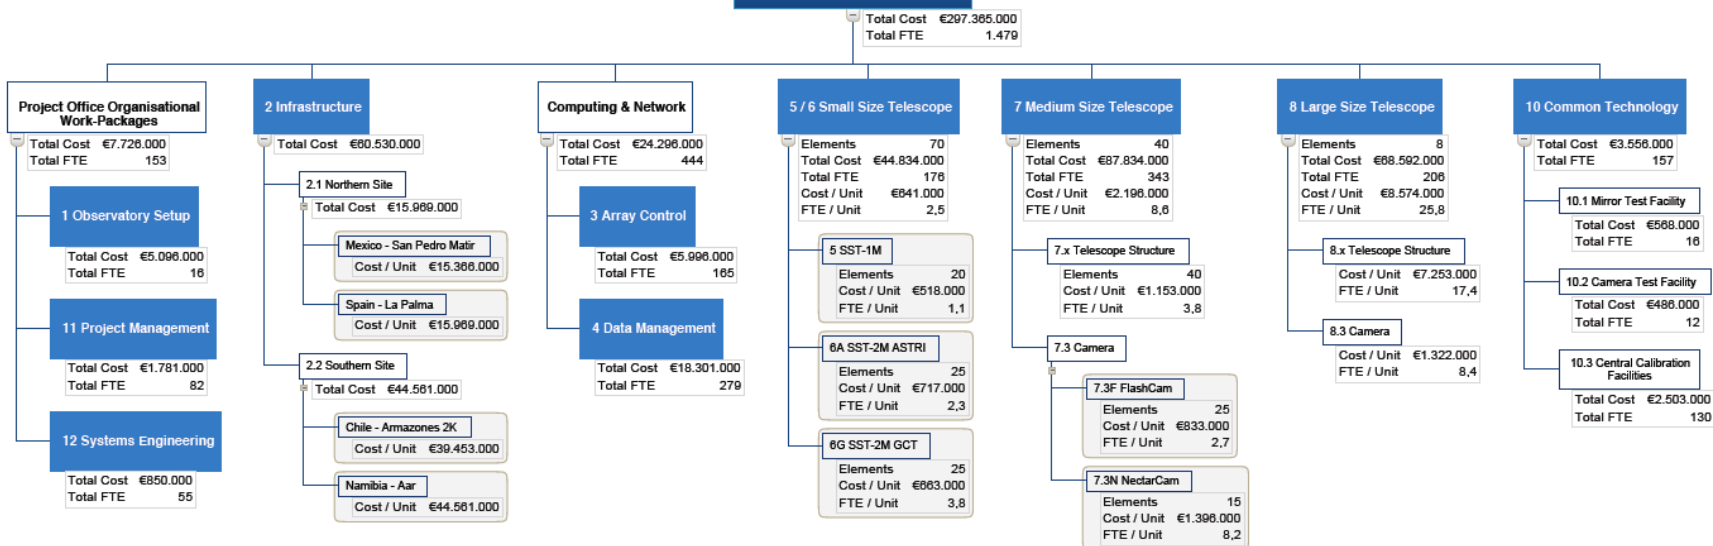 Total Cost €297.365.000
Total FTE 1.479
Project Office Organisational
Work-Packages
Total Cost €7.726.000
Total FTE 153
1 Observatory Setup
Total Cost €5.096.000
Total FTE 16
11 Project Management
Total Cost €1.781.000
Total FTE 82
12 Systems Engineering
Total Cost €850.000
Total FTE 55
2 Infrastructure
Total Cost €60.530.000
2.1 Northern Site
Total Cost €15.969.000
Mexico - San Pedro Matir
Cost / Unit €15.366.000
Spain - La Palma
Cost / Unit €15.969.000
2.2 Southern Site
Total Cost €44.561.000
Chile - Armazones 2K
Cost / Unit €39.453.000
Namibia - Aar
Cost / Unit €44.561.000
Computing & Network
Total Cost €24.296.000
Total FTE 444
3 Array Control
Total Cost €5.996.000
Total FTE 165
4 Data Management
Total Cost €18.301.000
Total FTE 279
5 / 6 Small Size Telescope
Elements 70
Total Cost €44.834.000
Total FTE 176
Cost / Unit €641.000
FTE / Unit 2,5
5 SST-1M
Elements 20
Cost / Unit €518.000
FTE / Unit 1,1
6A SST-2M ASTRI
Elements 25
Cost / Unit €717.000
FTE / Unit 2,3
6G SST-2M GCT
Elements 25
Cost / Unit €663.000
FTE / Unit 3,8
7 Medium Size Telescope
Elements 40
Total Cost €87.834.000
Total FTE 343
Cost / Unit €2.196.000
FTE / Unit 8,6
7.x Telescope Structure
Elements 40
Cost / Unit €1.153.000
FTE / Unit 3,8
7.3 Camera
7.3F FlashCam
Elements 25
Cost / Unit €833.000
FTE / Unit 2,7
7.3N NectarCam
Elements 15
Cost / Unit €1.396.000
FTE / Unit 8,2
8 Large Size Telescope
Elements 8
Total Cost €68.592.000
Total FTE 206
Cost / Unit €8.574.000
FTE / Unit 25,8
8.x Telescope Structure
Cost / Unit €7.253.000
FTE / Unit 17,4
8.3 Camera
Cost / Unit €1.322.000
FTE / Unit 8,4
10 Common Technology
Total Cost €3.556.000
Total FTE 157
10.1 Mirror Test Facility
Total Cost €568.000
Total FTE 16
10.2 Camera Test Facility
Total Cost €486.000
Total FTE 12
10.3 Central Calibration
Facilities
Total Cost €2.503.000
Total FTE 130